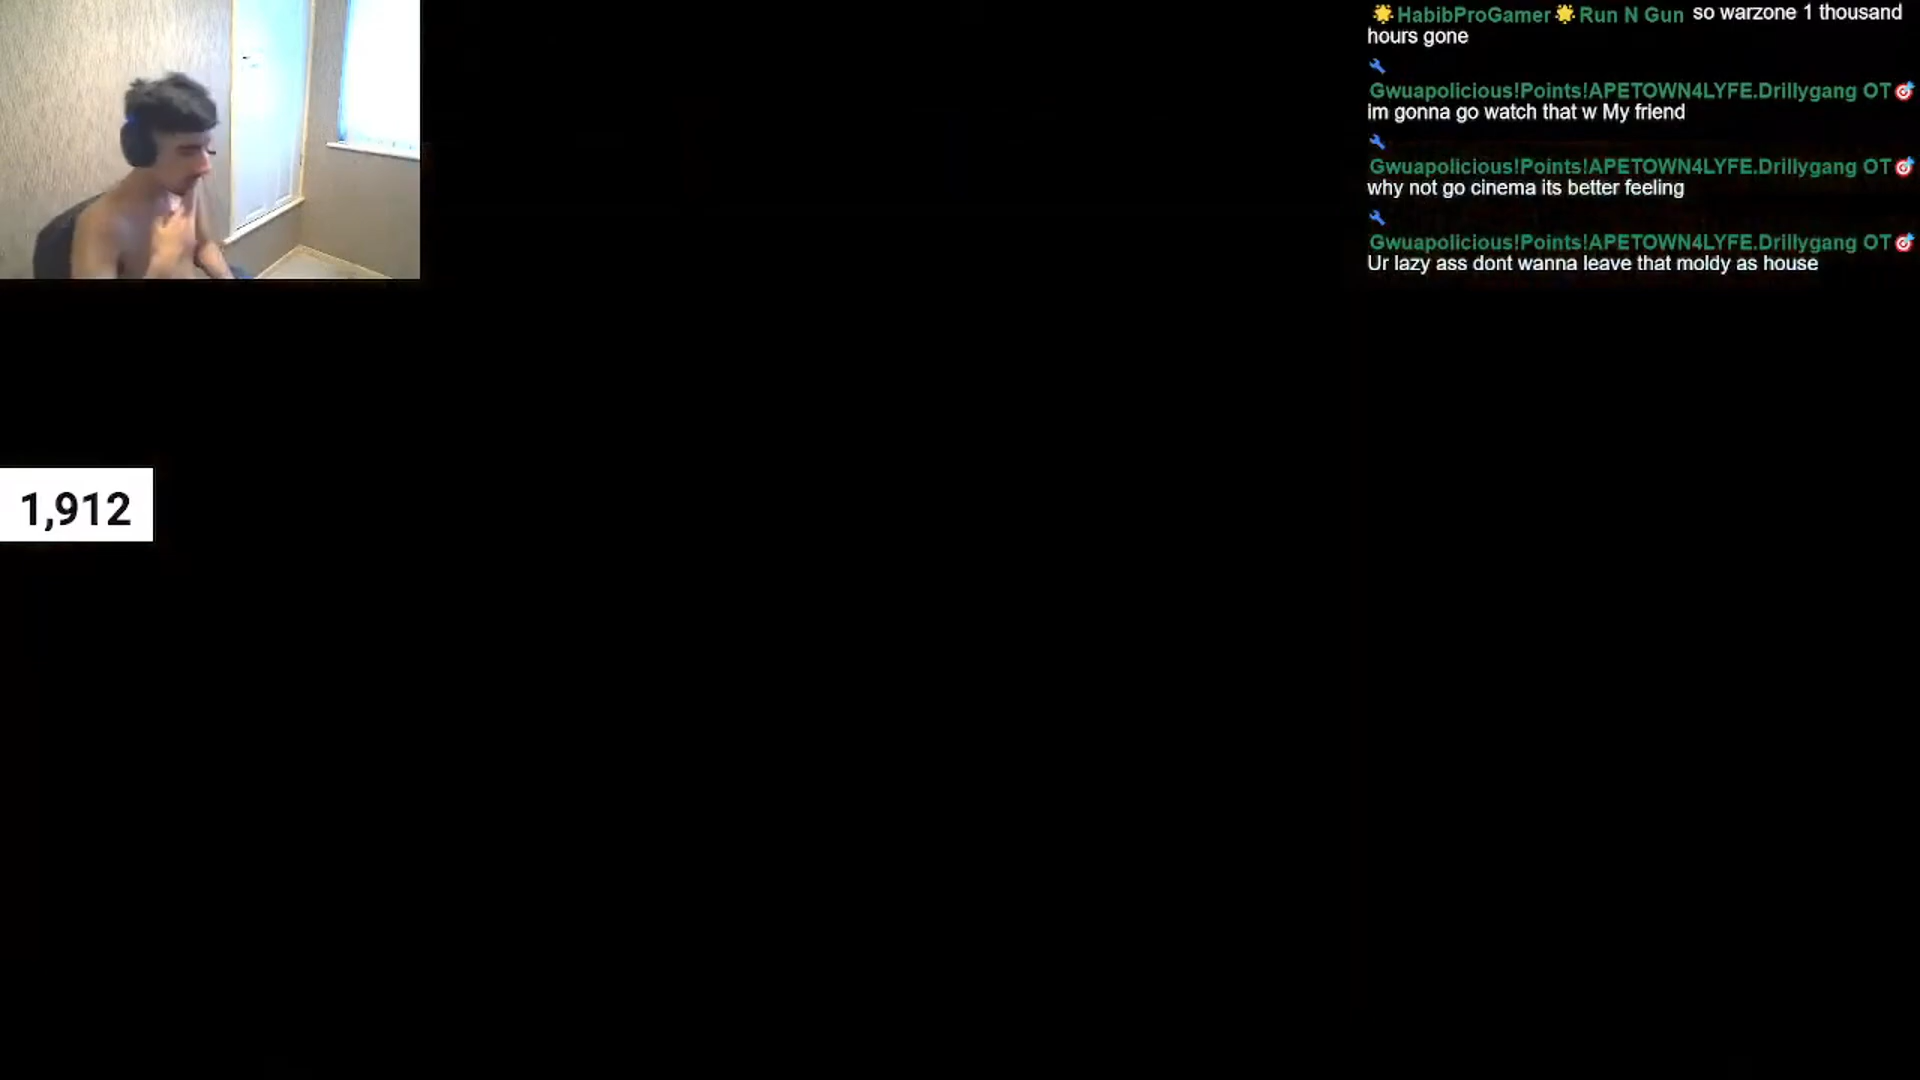 HabibProGamer Run N Gun so warzone 1 thousand
hours gone
Gwuapolicious!Points!APETOWN4LYFE.Drillygang OT
im gonna go watch that w My friend
Gwuapolicious!Points!APETOWN4LYFE.Drillygang OT
why not go cinema its better feeling
Gwuapolicious!Points!APETOWN4LYFE.Drillygang OT
Ur lazy ass dont wanna leave that moldy as house
1,912